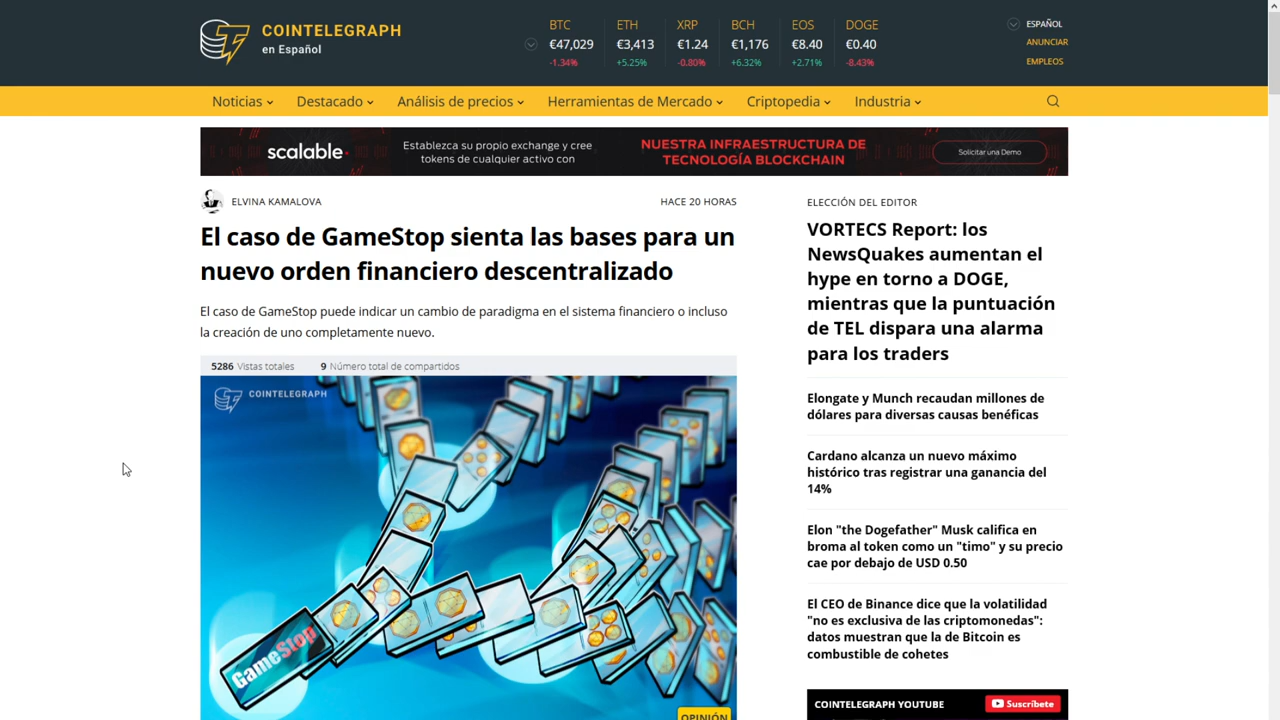 COINTELEGRAPH
en Español
BTC
€47,029
-1.34%
ETH
€3,413
+5.25%
XRP
€1.24
-0.80%
BCH
€1,176
+6.32%
EOS
€8.40
+2.71%
DOGE
€0.40
-8.43%
ESPAÑOL
ANUNCIAR
EMPLEOS
Noticias
Destacado
Análisis de precios
Herramientas de Mercado
Criptopedia
Industria
scalable
Establezca su propio exchange y cree
tokens de cualquier activo con
NUESTRA INFRAESTRUCTURA DE
TECNOLOGÍA BLOCKCHAIN
Solicitar una Demo
ELVINA KAMALOVA
HACE 20 HORAS
El caso de GameStop sienta las bases para un
nuevo orden financiero descentralizado
El caso de GameStop puede indicar un cambio de paradigma en el sistema financiero o incluso
la creación de uno completamente nuevo.
5286 Vistas totales
9 Número total de compartidos
COINTELEGRAPH
GameStop
OPINIÓN
ELECCIÓN DEL EDITOR
VORTECS Report: los
NewsQuakes aumentan el
hype en torno a DOGE,
mientras que la puntuación
de TEL dispara una alarma
para los traders
Elongate y Munch recaudan millones de
dólares para diversas causas benéficas
Cardano alcanza un nuevo máximo
histórico tras registrar una ganancia del
14%
Elon "the Dogefather" Musk califica en
broma al token como un "timo" y su precio
cae por debajo de USD 0.50
El CEO de Binance dice que la volatilidad
"no es exclusiva de las criptomonedas":
datos muestran que la de Bitcoin es
combustible de cohetes
COINTELEGRAPH YOUTUBE
Suscríbete